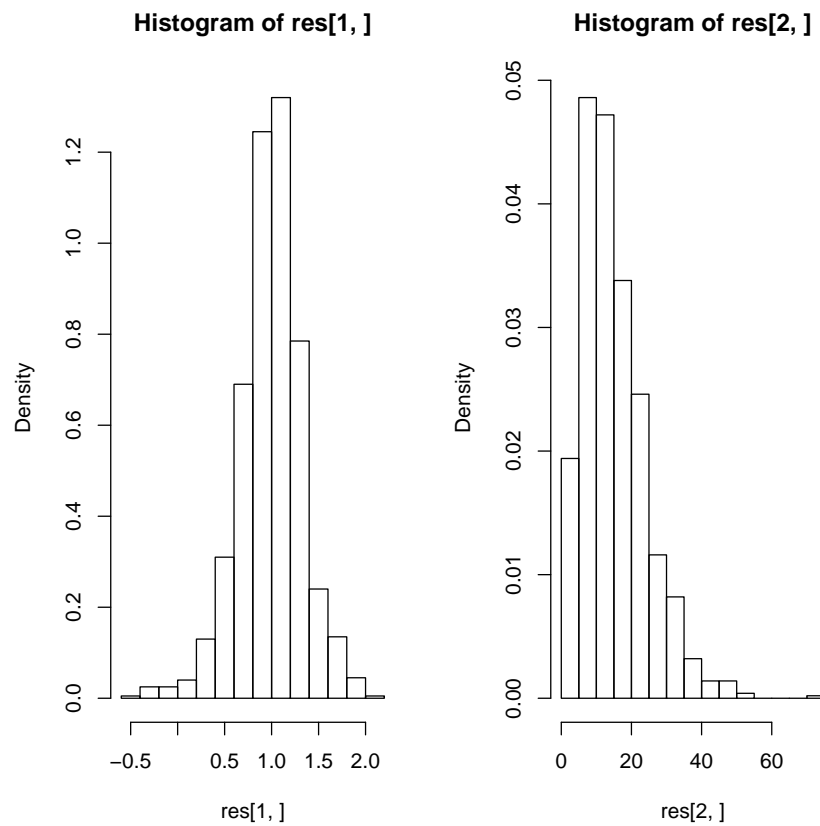 Histogram of res[1, ]
Density
1.2
1.0
0.8
0.6
0.4
0.2
0.0
−0.5 0.5 1.0 1.5 2.0
res[1, ]
Histogram of res[2, ]
Density
0.05
0.04
0.03
0.02
0.01
0.00
0 20 40 60
res[2, ]